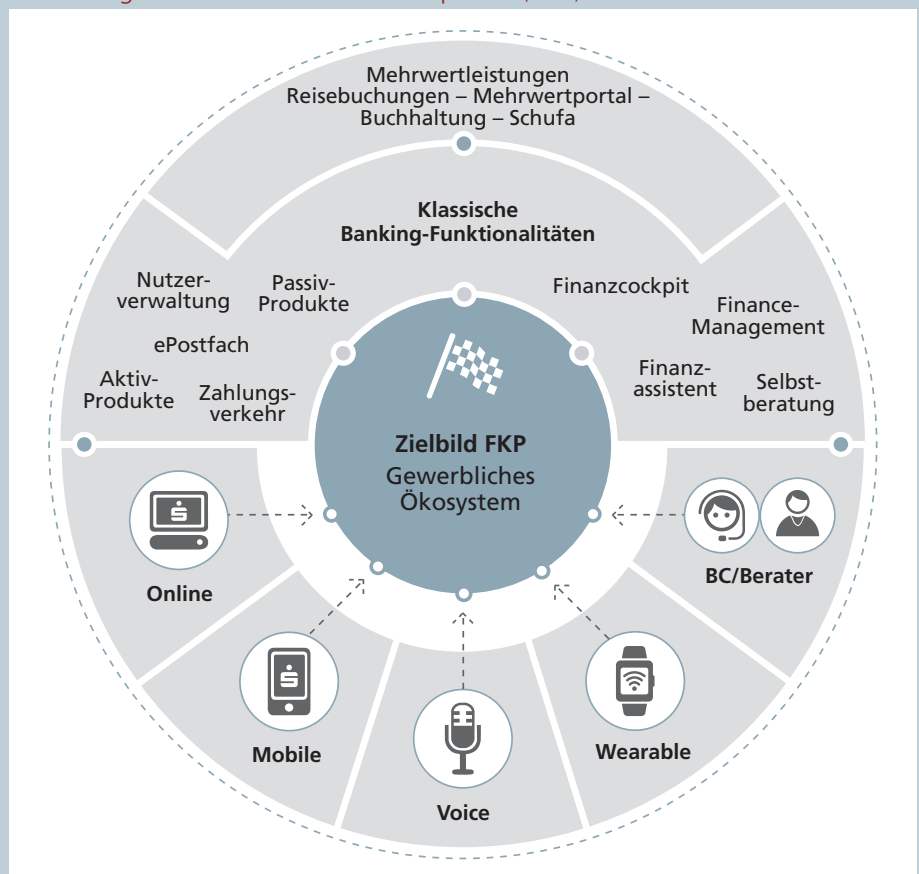 Mehrwertleistungen
Reisebuchungen – Mehrwertportal –
Buchhaltung – Schufa
Klassische
Banking-Funktionalitäten
Nutzer-
verwaltung
Passiv-
Produkte
ePostfach
Aktiv-
Produkte
Zahlungs-
verkehr
Finanzcockpit
Finance-
Management
Finanz-
assistent
Selbst-
beratung
Zielbild FKP
Gewerbliches
Ökosystem
Online
Mobile
Voice
Wearable
BC/Berater